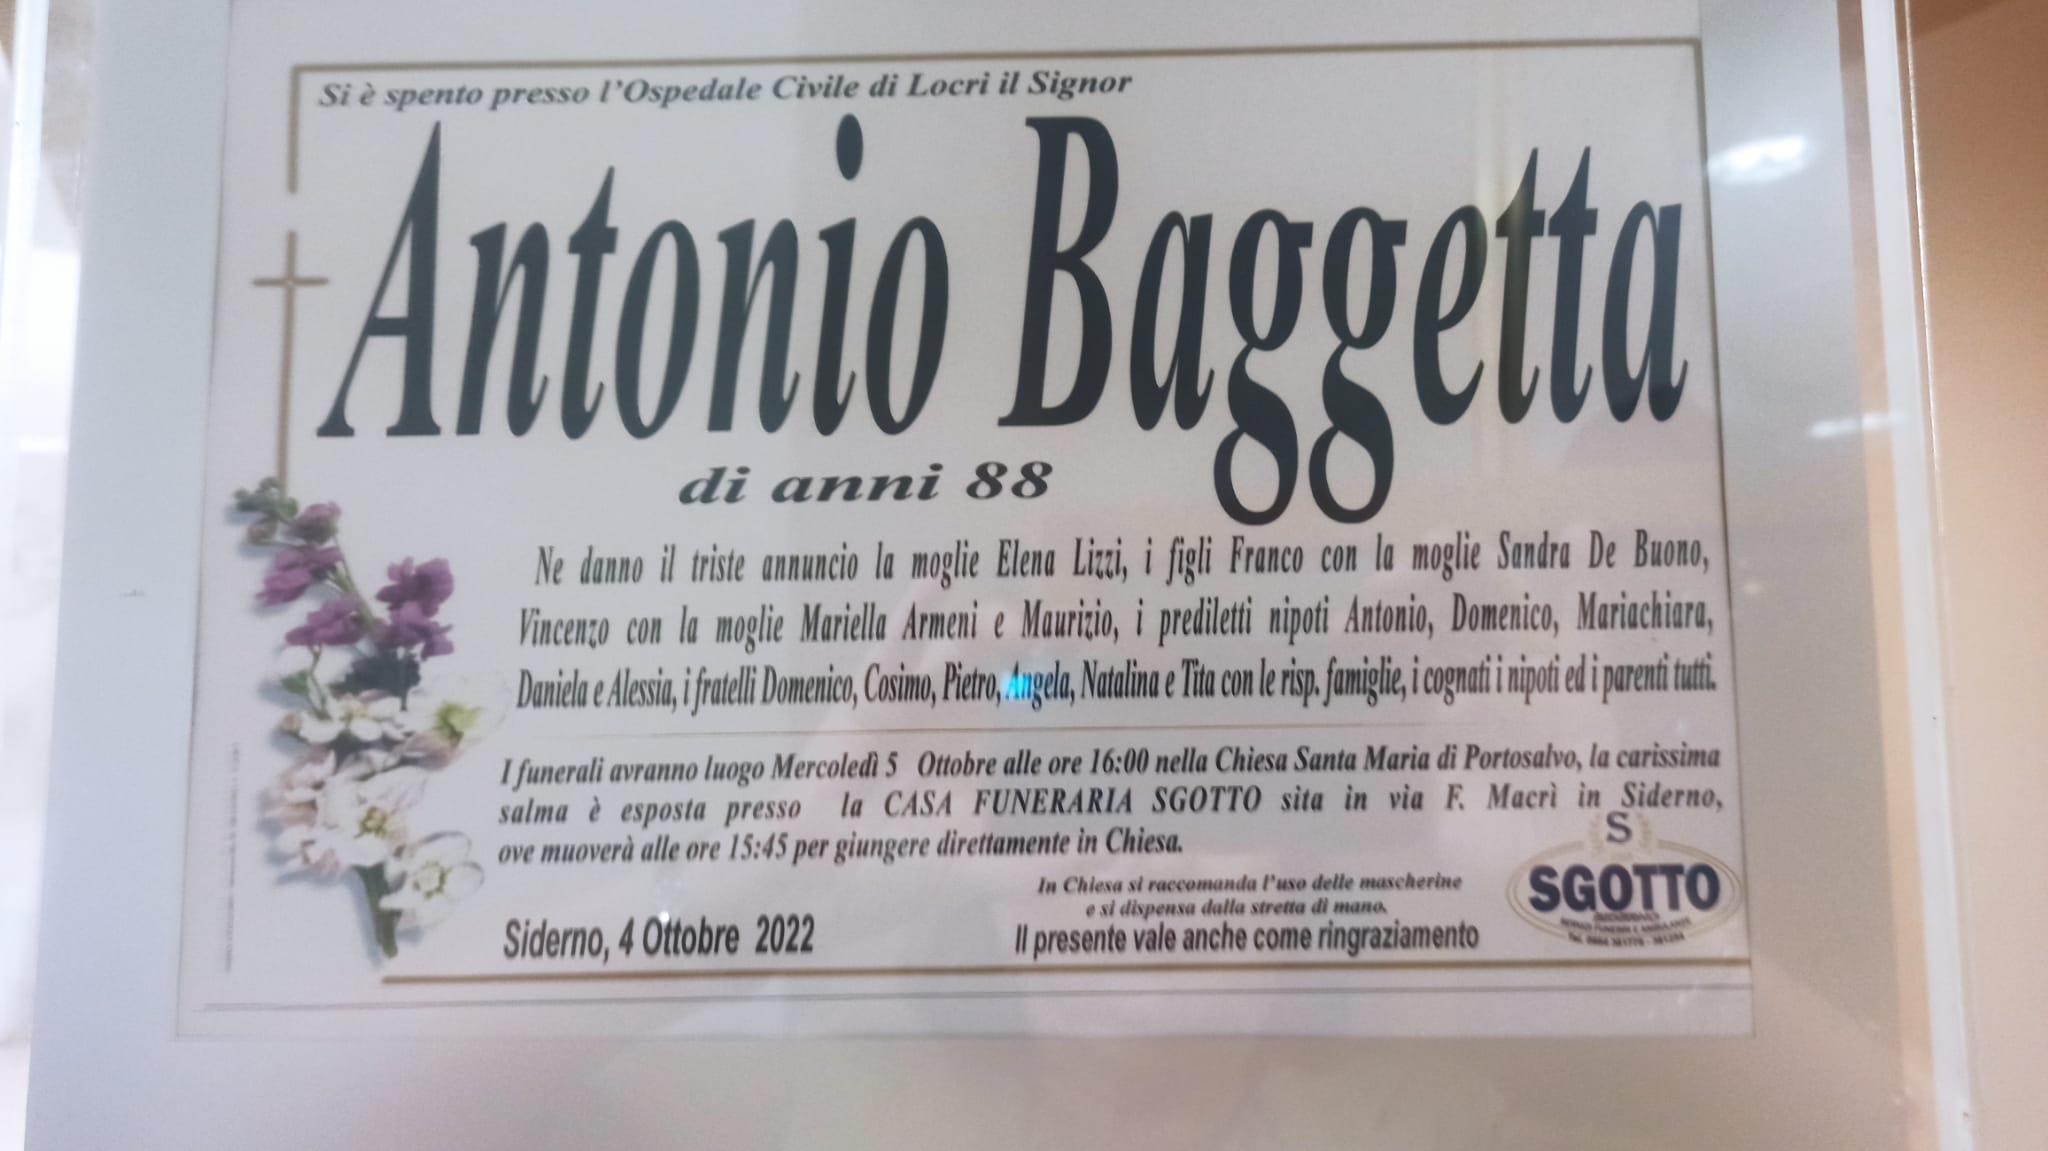 Si è spento presso l'Ospedale Civile di Locri il Signor
Antonio Baggetta
di anni 88
Ne danno il triste annuncio la moglie Elena Lizzi, i figli Franco con la moglie Sandra De Buono,
Vincenzo con la moglie Mariella Armeni e Maurizio, i prediletti nipoti Antonio, Domenico, Mariachiara,
Daniela e Alessia, i fratelli Domenico, Cosimo, Pietro, Angela, Natalina e Tita con le risp. famiglie, i cognati i nipoti ed i parenti tutti.
I funerali avranno luogo Mercoledì 5 Ottobre alle ore 16:00 nella Chiesa Santa Maria di Portosalvo, la carissima
salma è esposta presso la CASA FUNERARIA SGOTTO sita in via F. Macrì in Siderno,
ove muoverà alle ore 15:45 per giungere direttamente in Chiesa.
In Chiesa si raccomanda l'uso delle mascherine
e si dispensa dalla stretta di mano.
Siderno, 4 Ottobre 2022
Il presente vale anche come ringraziamento
S
SGOTTO